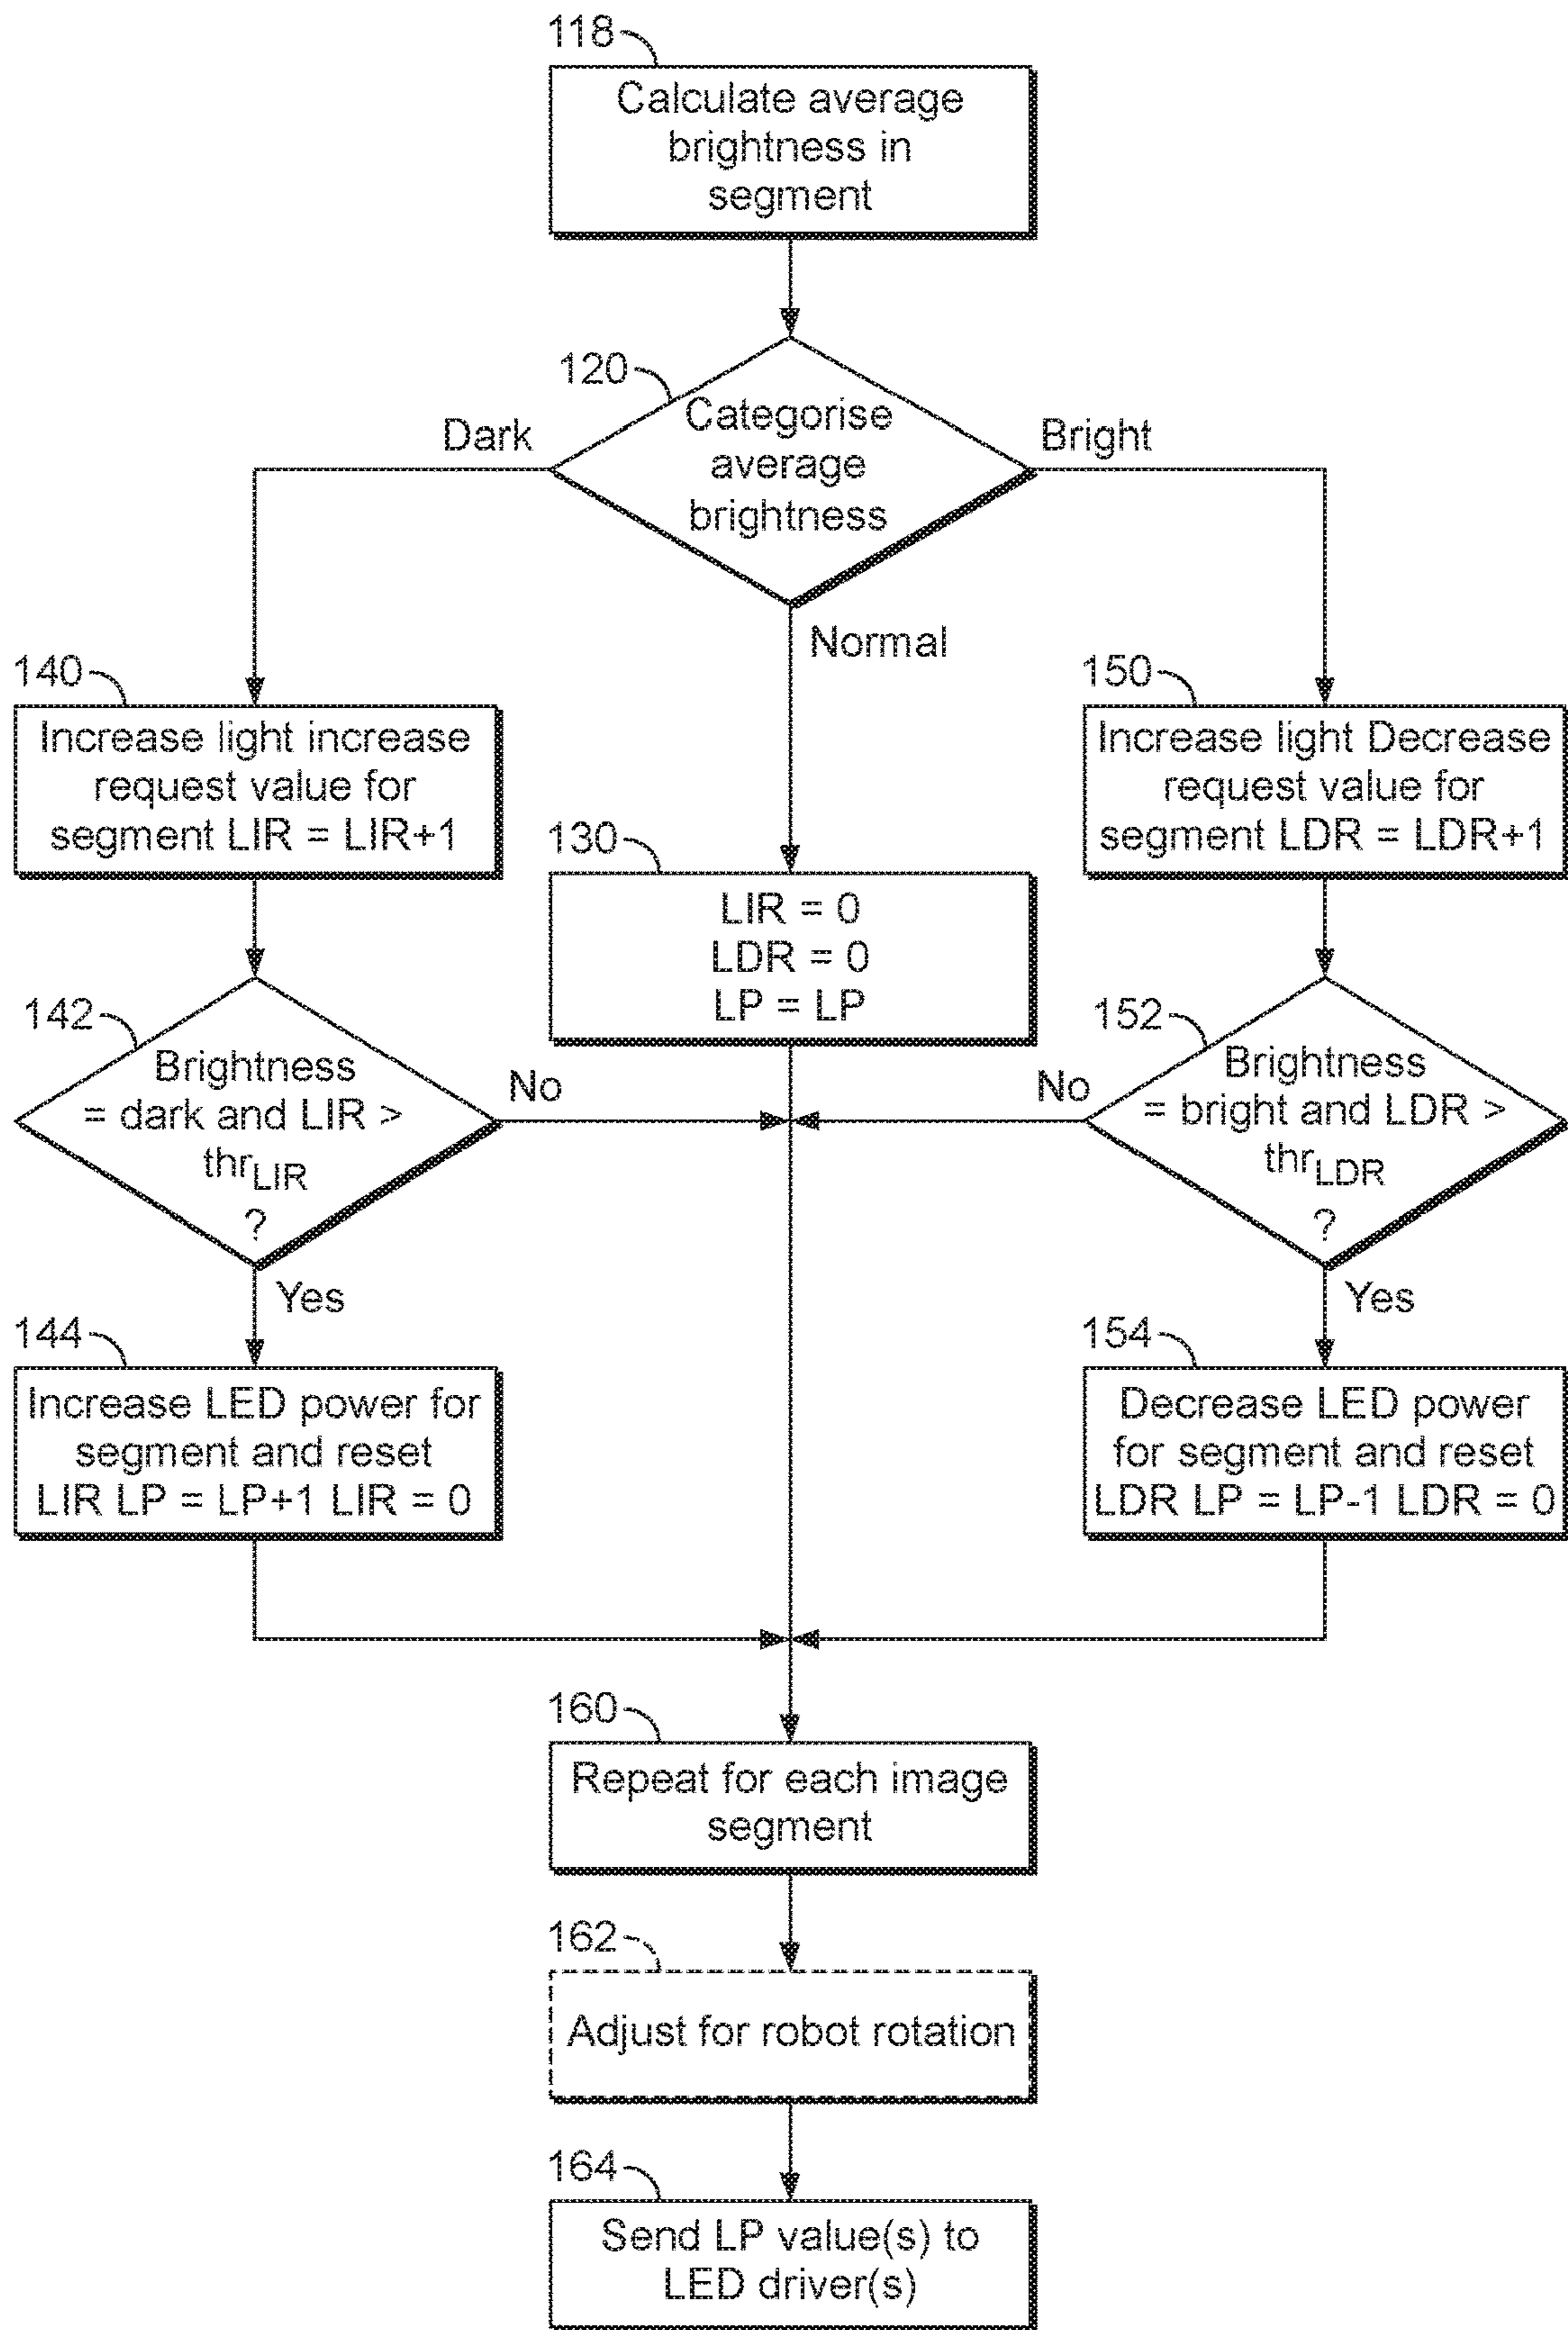 118
Calculate average
brightness in
segment
120
Categorise
average
brightness
Dark
Bright
Normal
140
Increase light increase
request value for
segment LIR = LIR+1
150
Increase light Decrease
request value for
segment LDR = LDR+1
130
LIR = 0
LDR = 0
LP = LP
142
Brightness
= dark and LIR >
thrLIR
?
No
Yes
152
Brightness
= bright and LDR >
thrLDR
?
No
Yes
144
Increase LED power for
segment and reset
LIR LP = LP+1 LIR = 0
154
Decrease LED power
for segment and reset
LDR LP = LP-1 LDR = 0
160
Repeat for each image
segment
162
Adjust for robot rotation
164
Send LP value(s) to
LED driver(s)